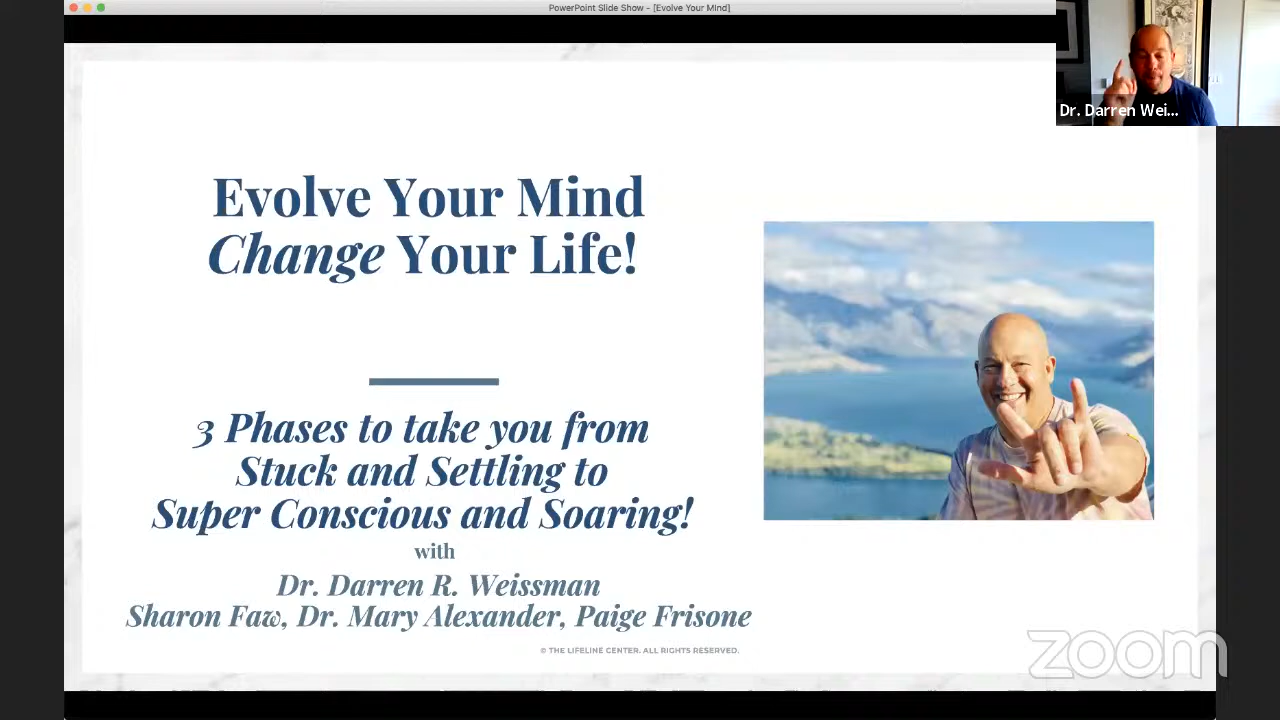 PowerPoint Slide Show - [Evolve Your Mind]
Dr. Darren Wei...
Evolve Your Mind
Change Your Life!
3 Phases to take you from
Stuck and Settling to
Super Conscious and Soaring!
with
Dr. Darren R. Weissman
Sharon Faw, Dr. Mary Alexander, Paige Frisone
© THE LIFELINE CENTER. ALL RIGHTS RESERVED.
zoom